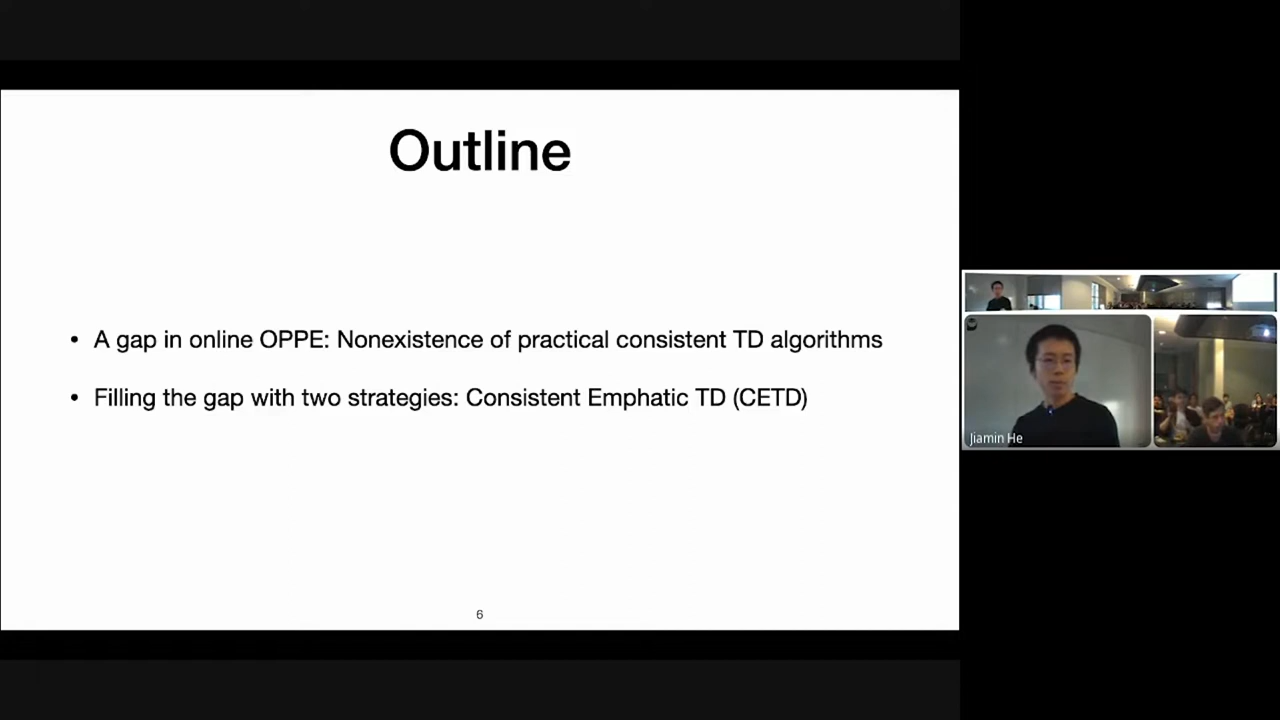 Outline
• A gap in online OPPE: Nonexistence of practical consistent TD algorithms
• Filling the gap with two strategies: Consistent Emphatic TD (CETD)
6
Jiamin He